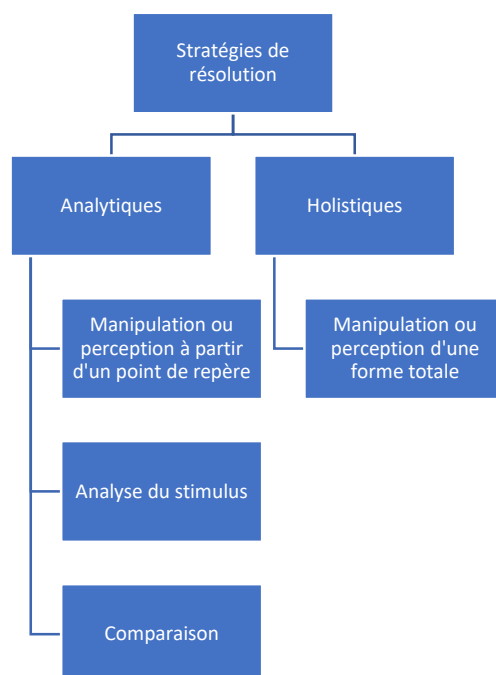 Stratégies de
résolution
Analytiques
Holistiques
Manipulation ou
perception à partir
d'un point de repère
Manipulation ou
perception d'une
forme totale
Analyse du stimulus
Comparaison